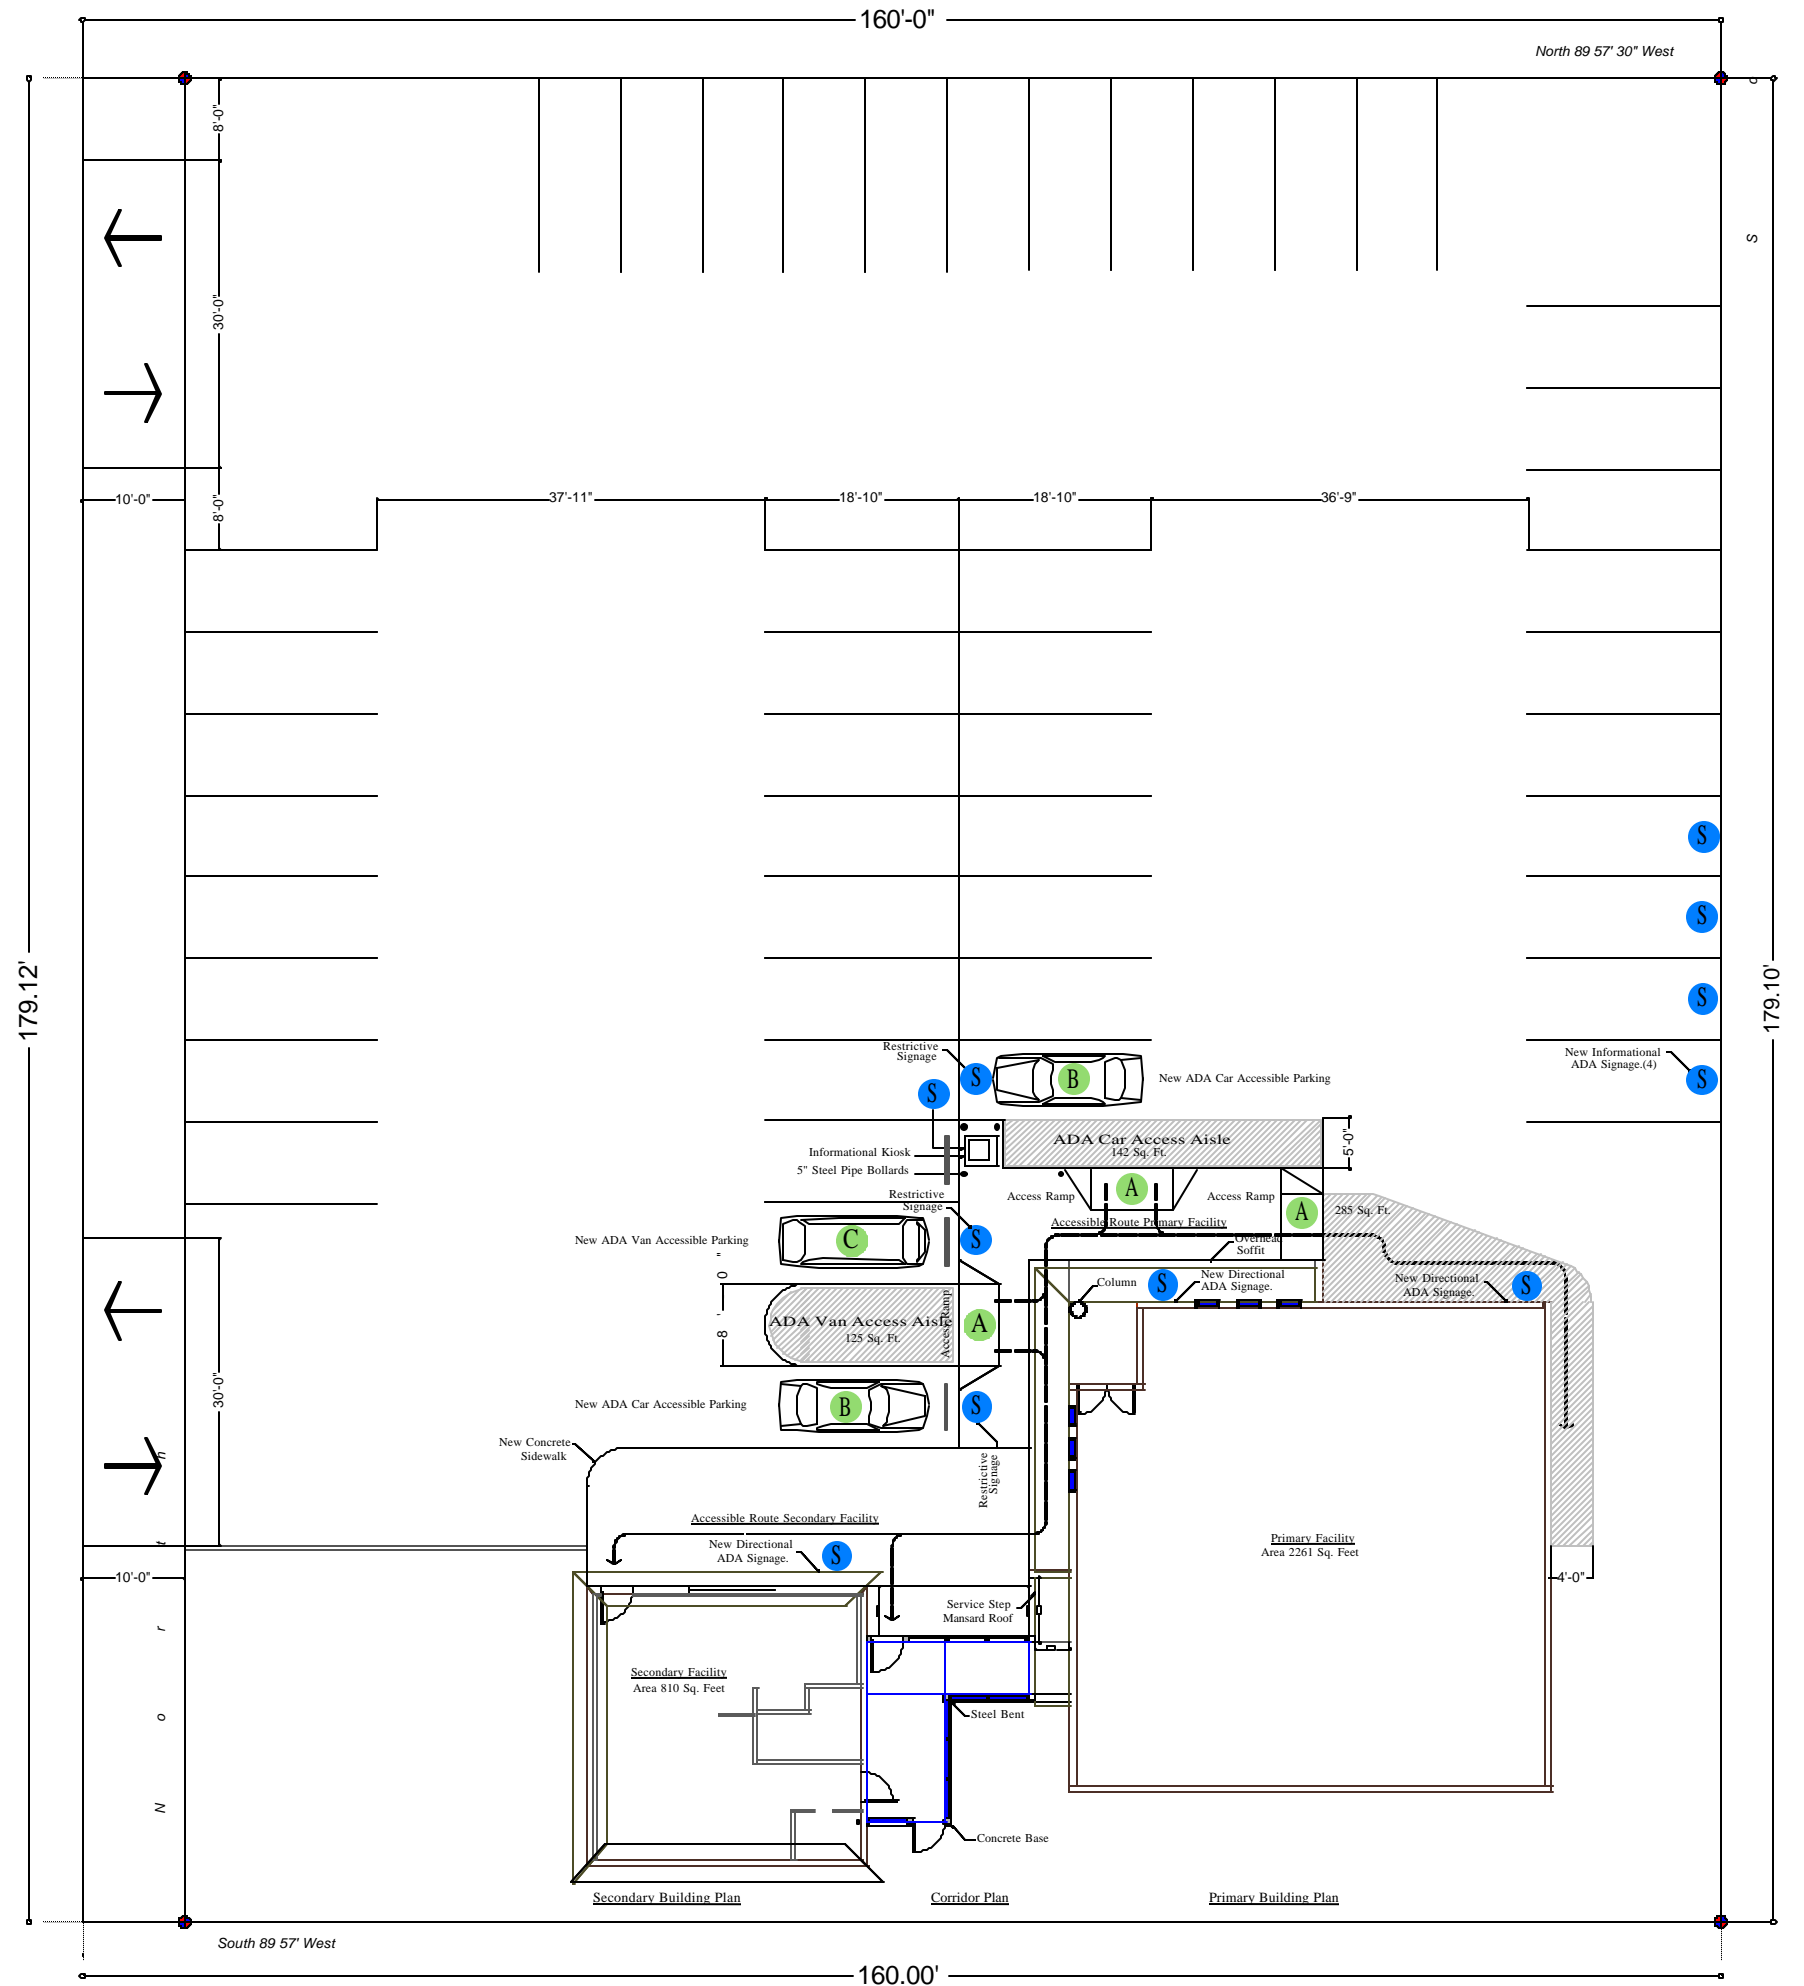 160'-0"
North 89 57' 30" West
o
S
8'-0"
30'-0"
8'-0"
10'-0"
37'-11"
18'-10"
18'-10"
36'-9"
179.12'
179.10'
S
S
S
New Informational
ADA Signage.(4)
S
Restrictive
Signage
S
B
New ADA Car Accessible Parking
S
Informational Kiosk
5" Steel Pipe Bollards
ADA Car Access Aisle
142 Sq. Ft.
5'-0"
Access Ramp
A
Access Ramp
A
285 Sq. Ft.
Accessible Route Primary Facility
Overhead
Soffit
Restrictive
Signage
New ADA Van Accessible Parking
C
S
8'0"
ADA Van Access Aisle
125 Sq. Ft.
Access Ramp
A
Column
S
New Directional
ADA Signage.
New Directional
ADA Signage.
S
New ADA Car Accessible Parking
B
S
Restrictive
Signage
New Concrete
Sidewalk
30'-0"
10'-0"
North
Accessible Route Secondary Facility
New Directional
ADA Signage.
S
Primary Facility
Area 2261 Sq. Feet
4'-0"
Service Step
Mansard Roof
Secondary Facility
Area 810 Sq. Feet
Steel Bent
Concrete Base
Secondary Building Plan
Corridor Plan
Primary Building Plan
South 89 57' West
160.00'